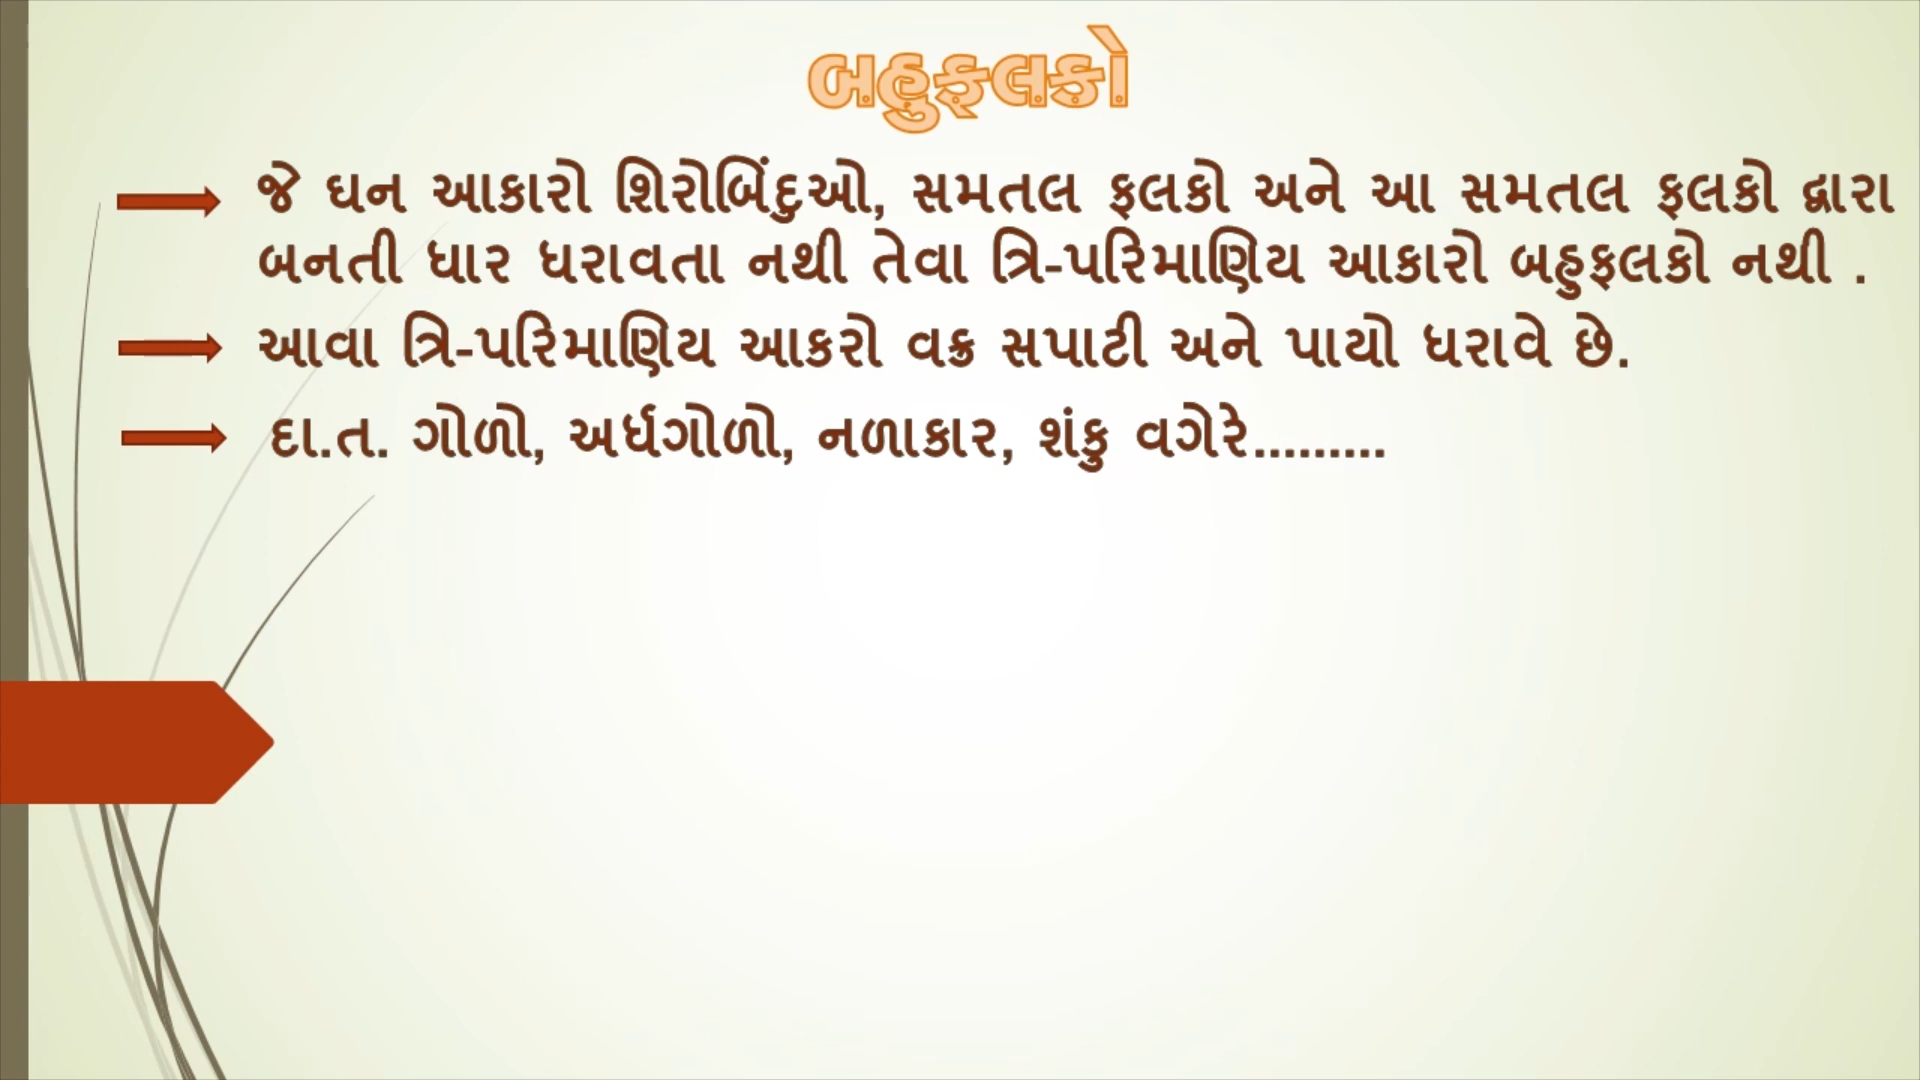 બહુફલકો
જે ઘન આકારો શિરોબિંદુઓ, સમતલ ફલકો અને આ સમતલ ફલકો દ્વારા
બનતી ધાર ધરાવતા નથી તેવા ત્રિ-પરિમાણિય આકારો બહુફલકો નથી .
આવા ત્રિ-પરિમાણિય આકરો વક્ર સપાટી અને પાયો ધરાવે છે.
દા.ત. ગોળો, અર્ધગોળો, નળાકાર, શંકુ વગેરે.........